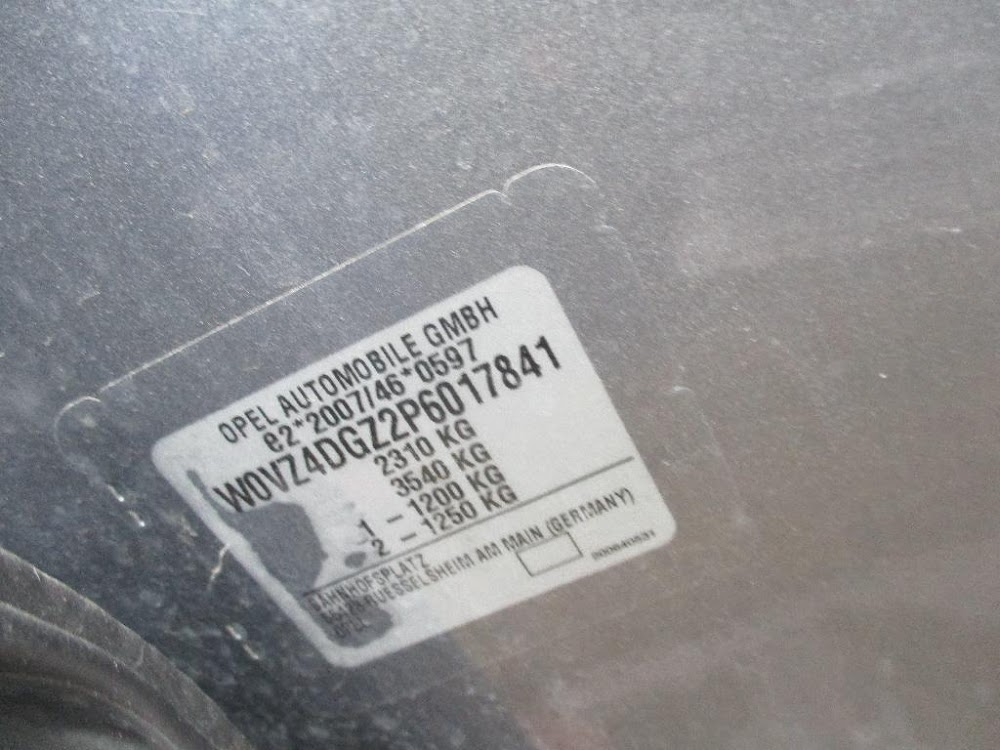 OPEL AUTOMOBILE GMBH
e2*2007/46*0597
W0VZ4DGZ2P6017841
2310 KG
3540 KG
1 - 1200 KG
2 - 1250 KG
BAHNHOFSPLATZ
RUESSELSHEIM AM MAIN (GERMANY)